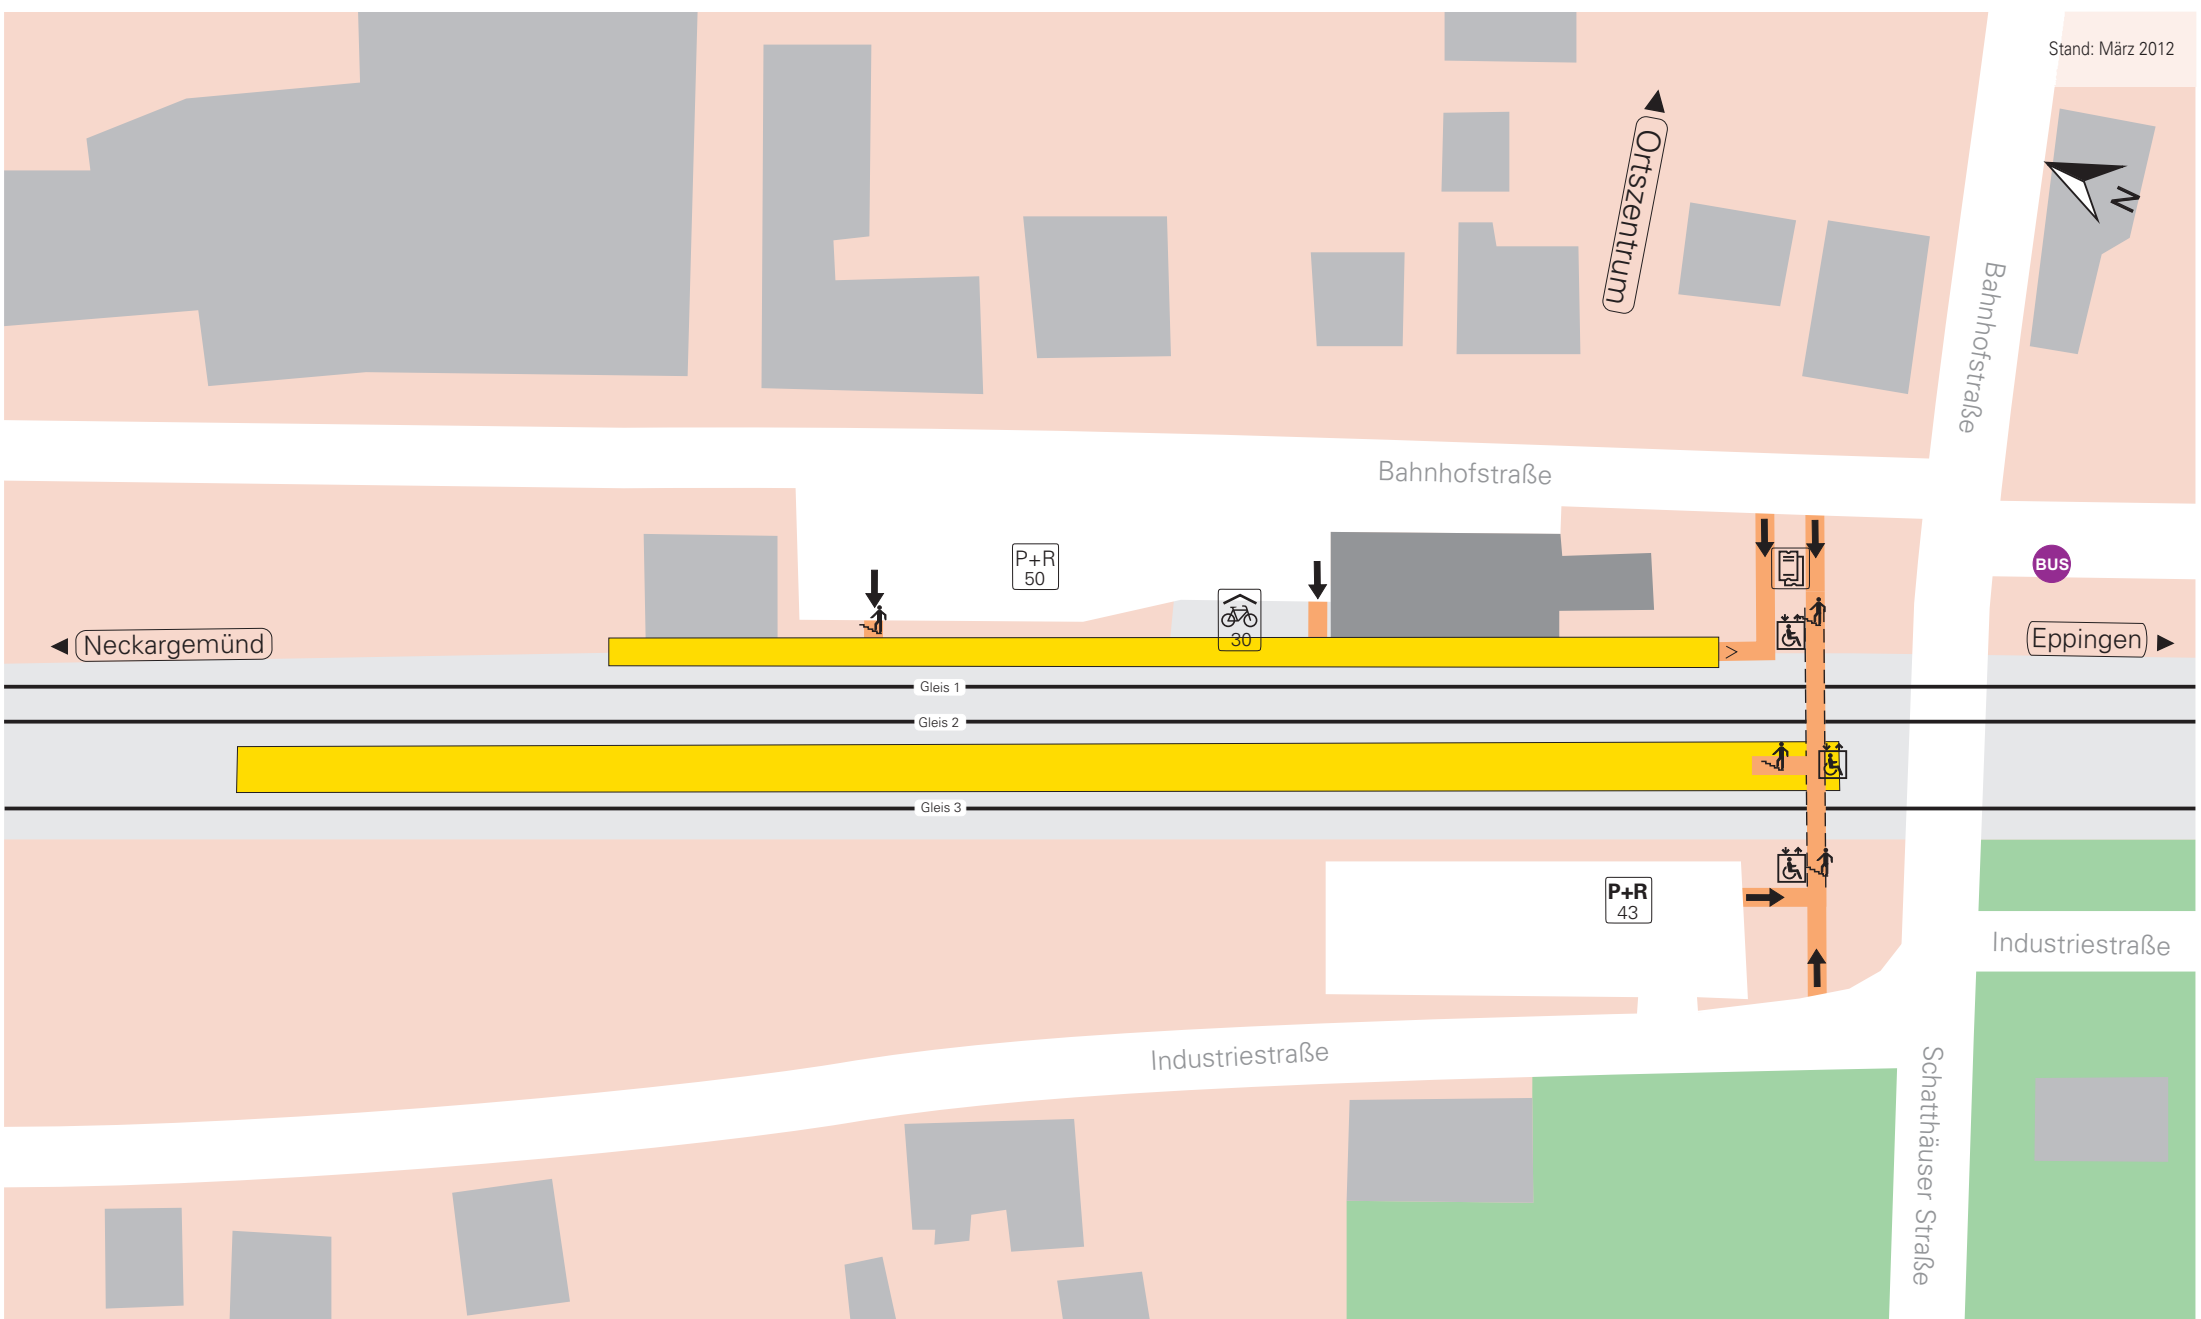 Stand: März 2012
Ortszentrum
N
Bahnhofstraße
Bahnhofstraße
P+R
50
BUS
30
Neckargemünd
Eppingen
>
Gleis 1
Gleis 2
Gleis 3
P+R
43
Industriestraße
Industriestraße
Schatthäuser Straße